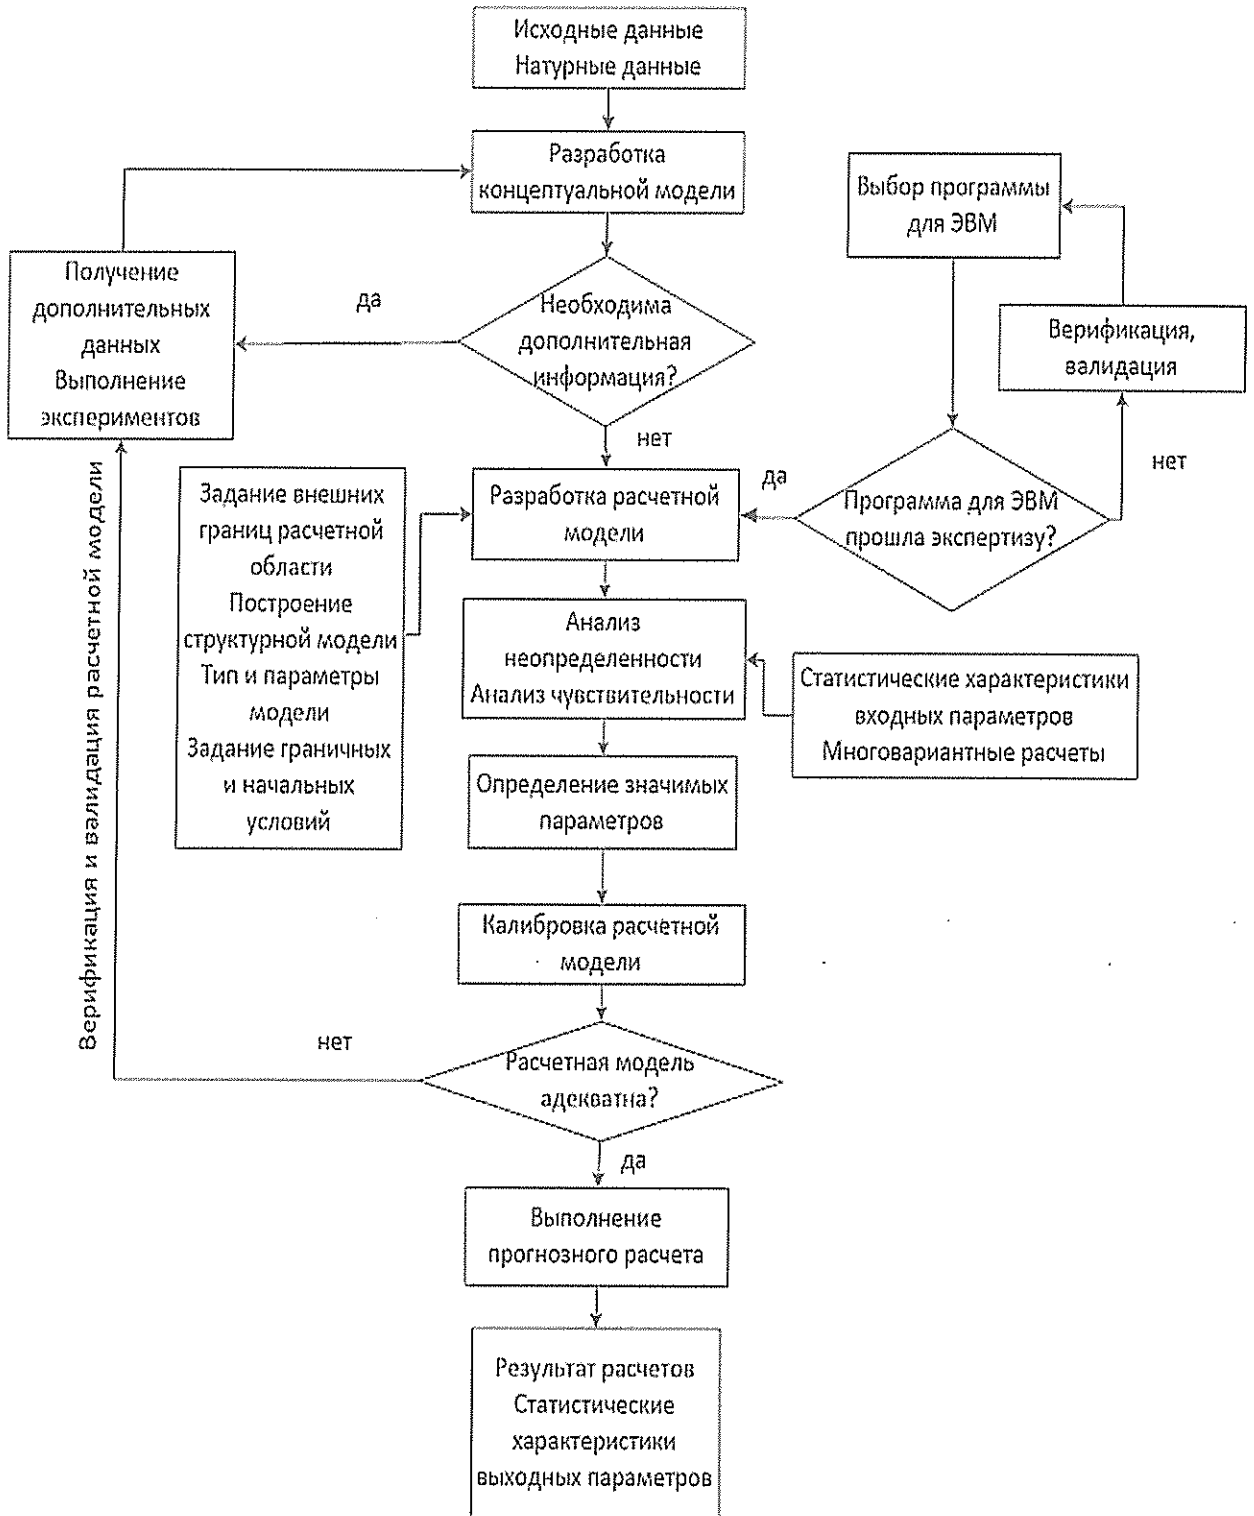 Исходные данные
Натурные данные
Разработка
концептуальной модели
Выбор программы
для ЭВМ
Получение
дополнительных
данных
Выполнение
экспериментов
да
Необходима
дополнительная
информация?
Верификация,
валидация
нет
нет
да
Задание внешних
границ расчетной
области
Построение
структурной модели
Тип и параметры
модели
Задание граничных
и начальных
условий
Разработка расчетной
модели
Программа для ЭВМ
прошла экспертизу?
Анализ
неопределенности
Анализ чувствительности
Статистические характеристики
входных параметров
Многовариантные расчеты
Определение значимых
параметров
Верификация и валидация расчетной модели
Калибровка расчетной
модели
нет
Расчетная модель
адекватна?
да
Выполнение
прогнозного расчета
Результат расчетов
Статистические
характеристики
выходных параметров